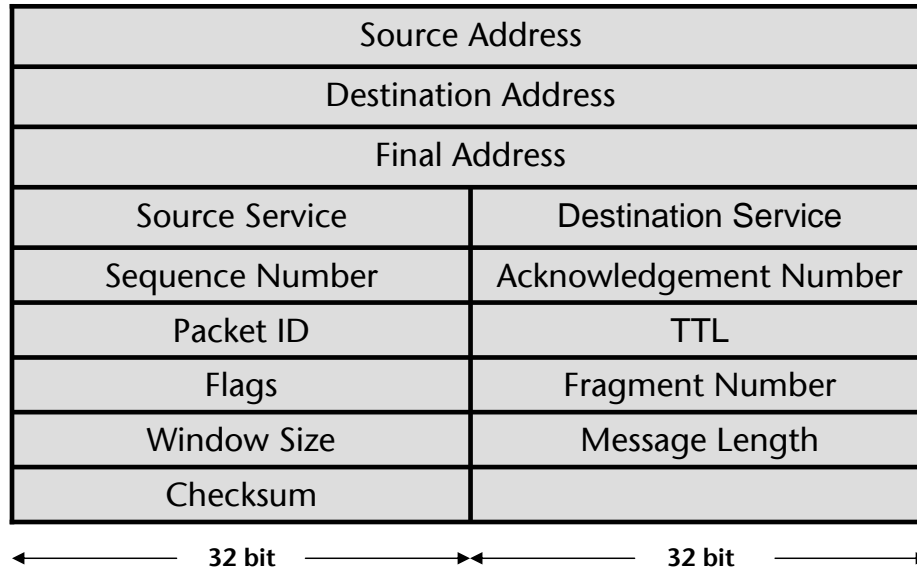 Source Address
Destination Address
Final Address
Source Service Destination Service
Sequence Number Acknowledgement Number
Packet ID TTL
Flags Fragment Number
Window Size Message Length
Checksum
32 bit 32 bit